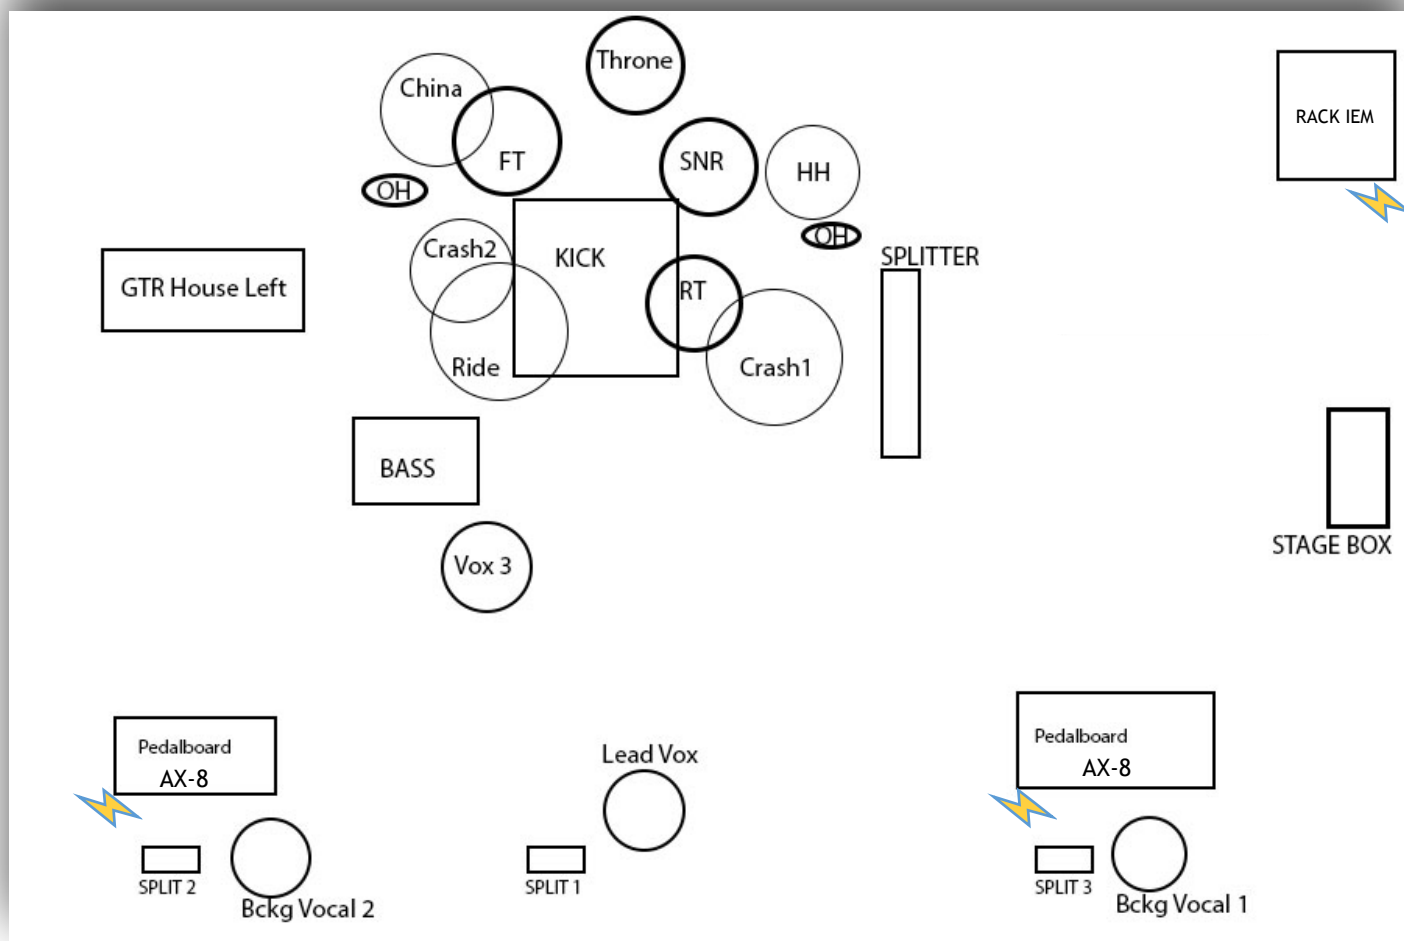 Throne
China
RACK IEM
FT
SNR
HH
OH
OH
Crash2
KICK
SPLITTER
GTR House Left
RT
Ride
Crash1
BASS
STAGE BOX
Vox 3
Pedalboard
AX-8
Lead Vox
Pedalboard
AX-8
SPLIT 2
Bckg Vocal 2
SPLIT 1
SPLIT 3
Bckg Vocal 1